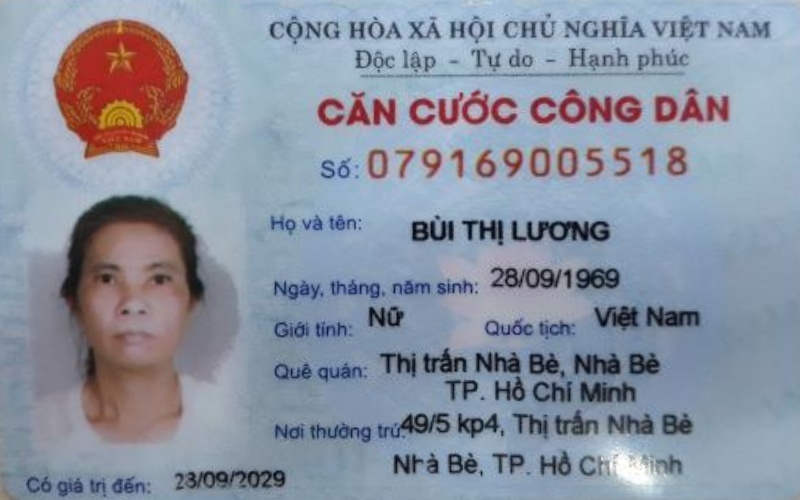 CỘNG HÒA XÃ HỘI CHỦ NGHĨA VIỆT NAM
Độc lập - Tự do - Hạnh phúc
CĂN CƯỚC CÔNG DÂN
Số: 079169005518
Họ và tên: BÙI THỊ LƯƠNG
Ngày, tháng, năm sinh: 28/09/1969
Giới tính: Nữ Quốc tịch: Việt Nam
Quê quán: Thị trấn Nhà Bè, Nhà Bè
TP. Hồ Chí Minh
Nơi thường trú: 49/5 kp4, Thị trấn Nhà Bè
Nhà Bè, TP. Hồ Chí Minh
Có giá trị đến: 23/09/2029